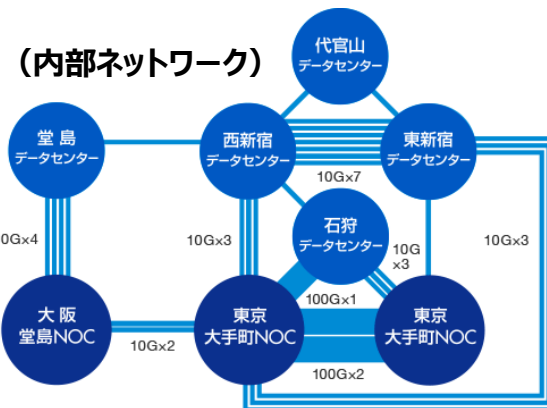 (内部ネットワーク)
代官山
データセンター
堂島
データセンター
西新宿
データセンター
東新宿
データセンター
10G×7
石狩
データセンター
0G×4
10G×3
10G
×3
10G×3
100G×1
大阪
堂島NOC
東京
大手町NOC
東京
大手町NOC
10G×2
100G×2